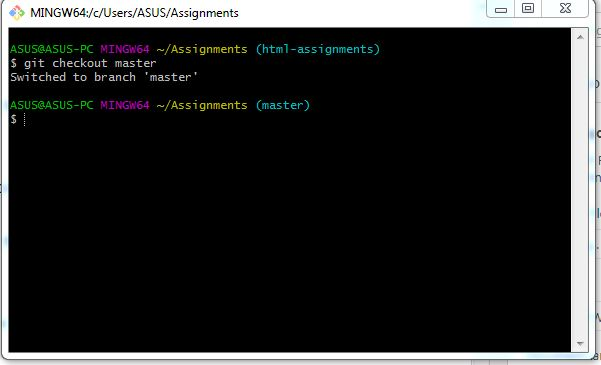 MINGW64:/c/Users/ASUS/Assignments
ASUS@ASUS-PC MINGW64 ~/Assignments (html-assignments)
$ git checkout master
Switched to branch 'master'
ASUS@ASUS-PC MINGW64 ~/Assignments (master)
$